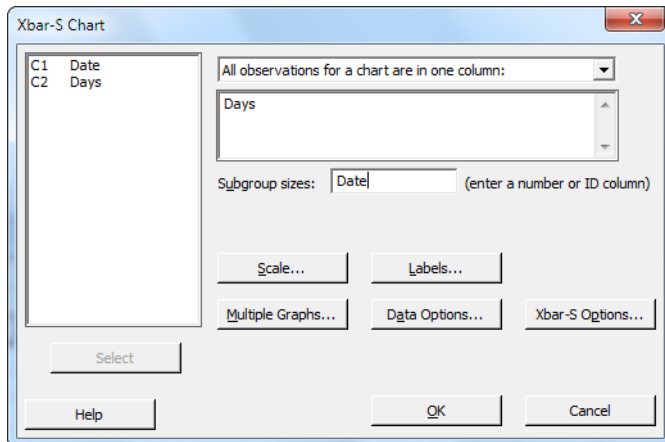 Xbar-S Chart
C1 Date
C2 Days
All observations for a chart are in one column:
Days
Subgroup sizes: Date (enter a number or ID column)
Scale... Labels...
Multiple Graphs... Data Options... Xbar-S Options...
Select
Help OK Cancel